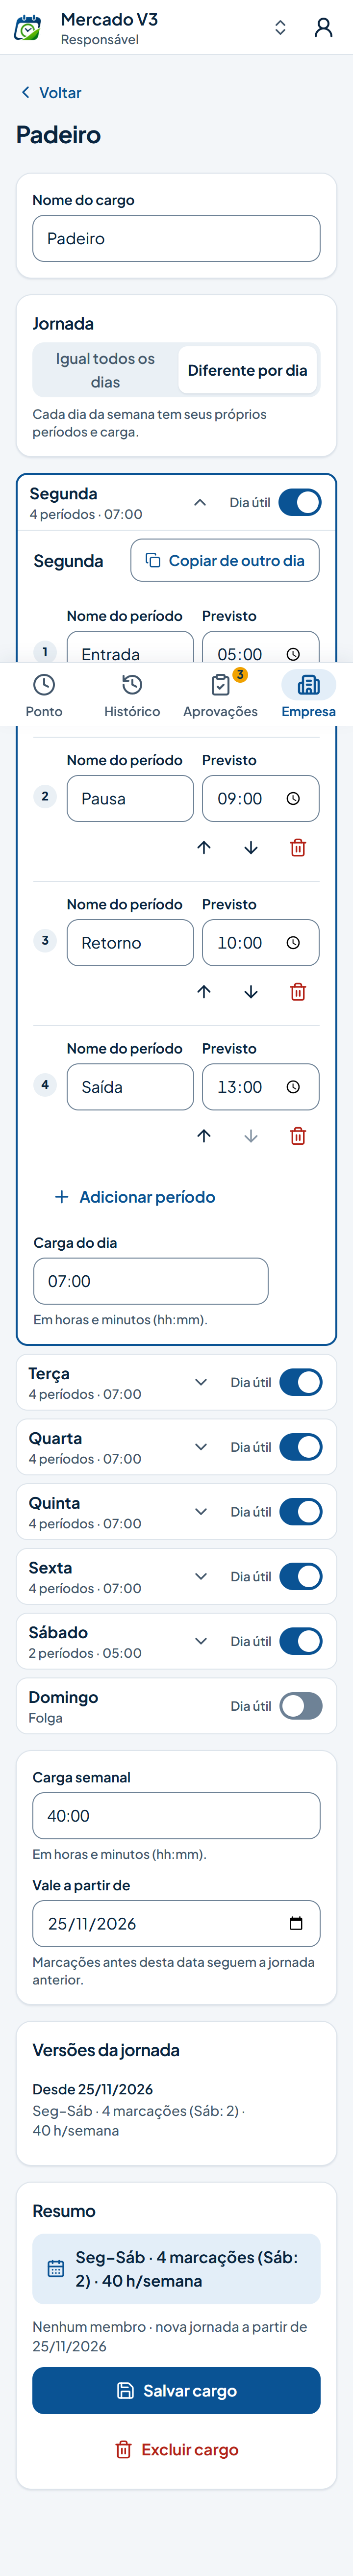 Mercado V3
Responsável
Voltar
Padeiro
Nome do cargo
Padeiro
Jornada
Igual todos os
dias
Diferente por dia
Cada dia da semana tem seus próprios
períodos e carga.
Segunda
4 períodos · 07:00
Dia útil
Segunda
Copiar de outro dia
Nome do período
Previsto
1
Entrada
05:00
Ponto
Histórico
3
Aprovações
Empresa
Nome do período
Previsto
2
Pausa
09:00
Nome do período
Previsto
3
Retorno
10:00
Nome do período
Previsto
4
Saída
13:00
Adicionar período
Carga do dia
07:00
Em horas e minutos (hh:mm).
Terça
4 períodos · 07:00
Dia útil
Quarta
4 períodos · 07:00
Dia útil
Quinta
4 períodos · 07:00
Dia útil
Sexta
4 períodos · 07:00
Dia útil
Sábado
2 períodos · 05:00
Dia útil
Domingo
Folga
Dia útil
Carga semanal
40:00
Em horas e minutos (hh:mm).
Vale a partir de
25/11/2026
Marcações antes desta data seguem a jornada
anterior.
Versões da jornada
Desde 25/11/2026
Seg–Sáb · 4 marcações (Sáb: 2) ·
40 h/semana
Resumo
Seg–Sáb · 4 marcações (Sáb:
2) · 40 h/semana
Nenhum membro · nova jornada a partir de
25/11/2026
Salvar cargo
Excluir cargo